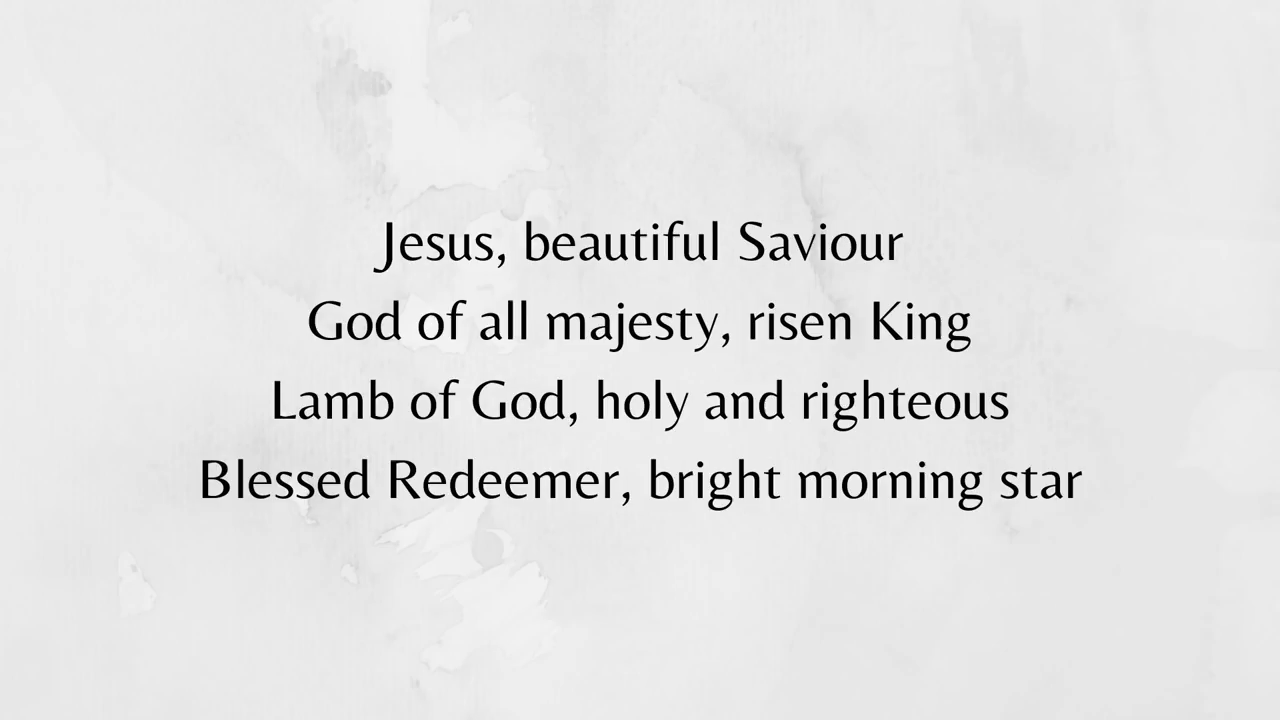 Jesus, beautiful Saviour
God of all majesty, risen King
Lamb of God, holy and righteous
Blessed Redeemer, bright morning star